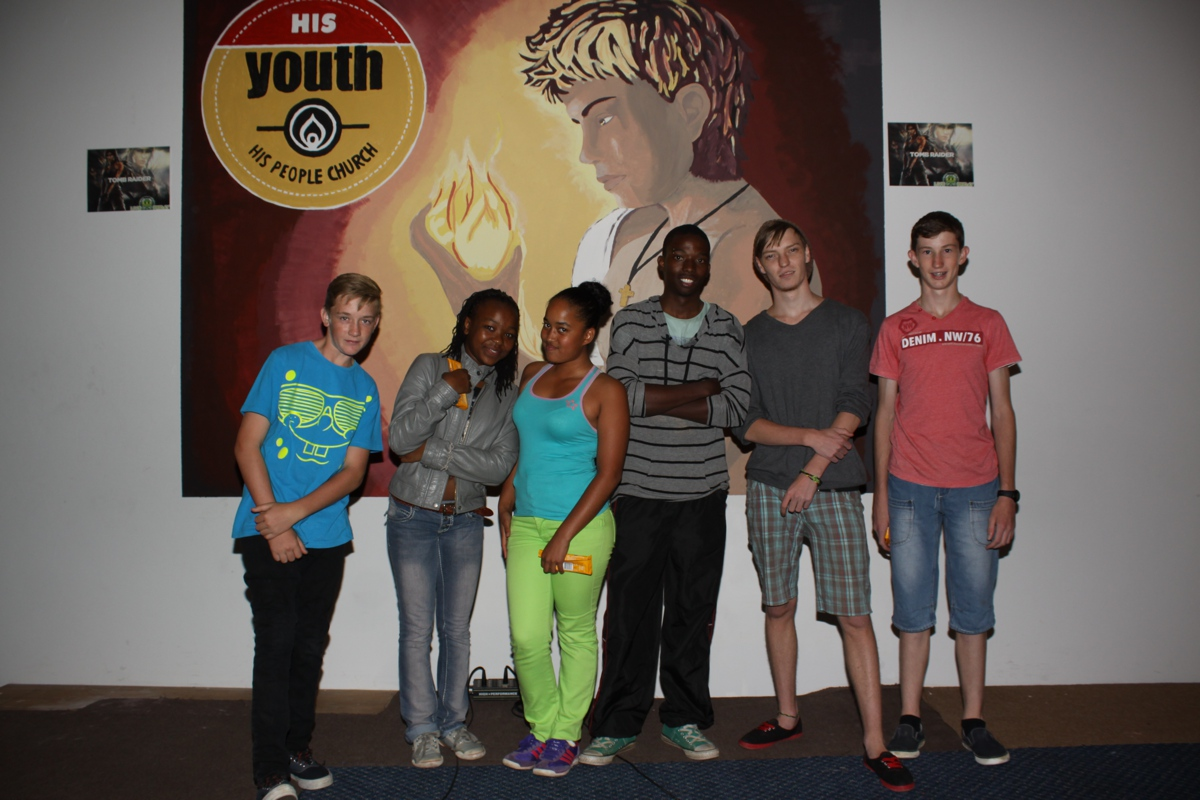 HIS
youth
HIS PEOPLE CHURCH
TOMB RAIDER
TOMB RAIDER
DENIM . NW/76